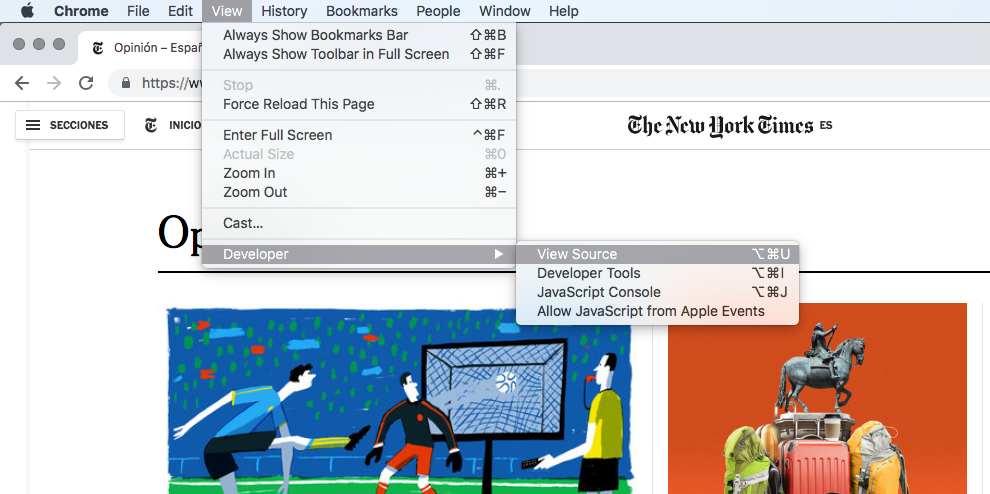 Chrome File Edit View History Bookmarks People Window Help
Opinión – Españ
https://ww
Always Show Bookmarks Bar ⇧⌘B
Always Show Toolbar in Full Screen ⇧⌘F
Stop ⌘.
Force Reload This Page ⇧⌘R
Enter Full Screen ^⌘F
Actual Size ⌘0
Zoom In ⌘+
Zoom Out ⌘−
Cast...
Developer ▶
View Source ⌥⌘U
Developer Tools ⌥⌘I
JavaScript Console ⌥⌘J
Allow JavaScript from Apple Events
SECCIONES INICIO The New York Times ES
Op